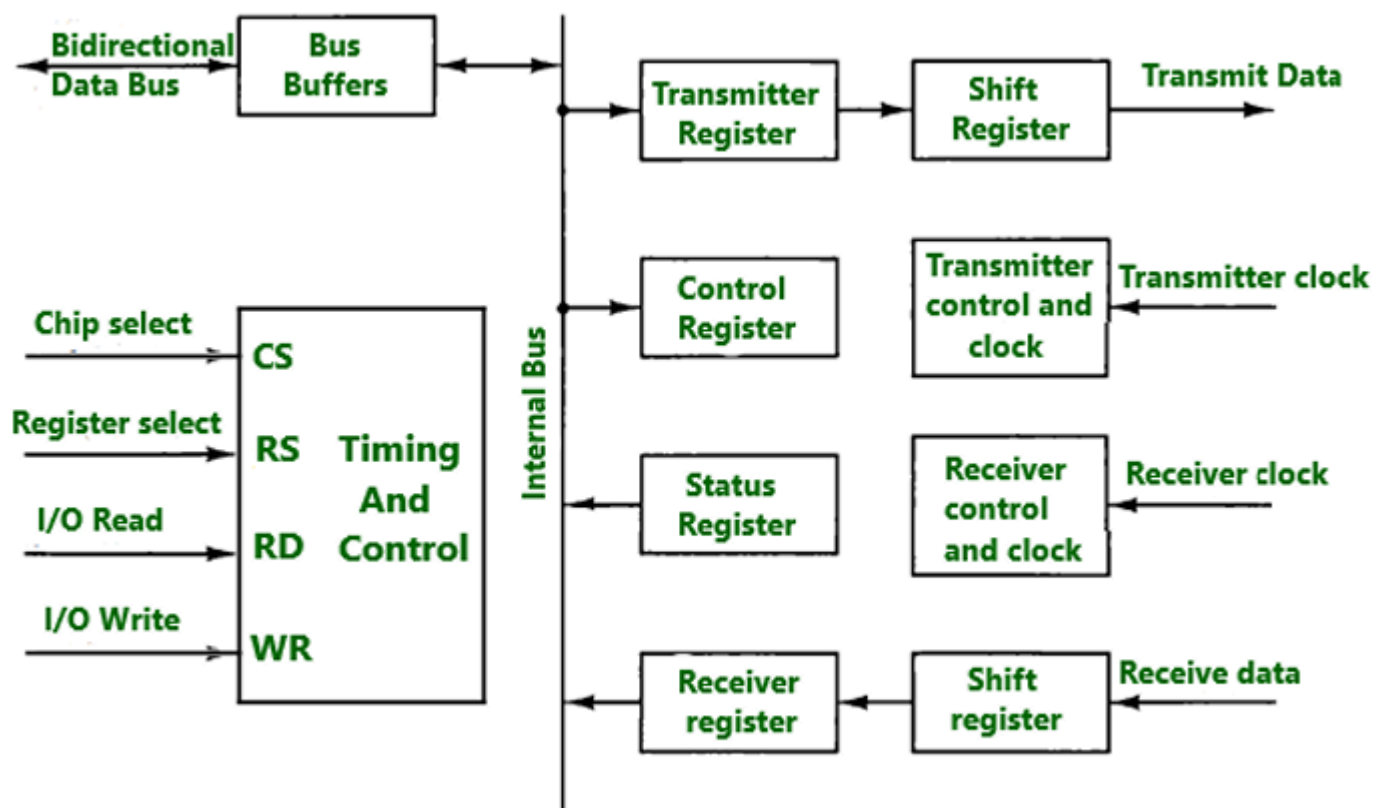 Bidirectional
Data Bus
Bus
Buffers
Transmitter
Register
Shift
Register
Transmit Data
Control
Register
Transmitter
control and
clock
Transmitter clock
Chip select
CS
Register select
RS
I/O Read
RD
I/O Write
WR
Timing
And
Control
Internal Bus
Status
Register
Receiver
control
and clock
Receiver clock
Receiver
register
Shift
register
Receive data